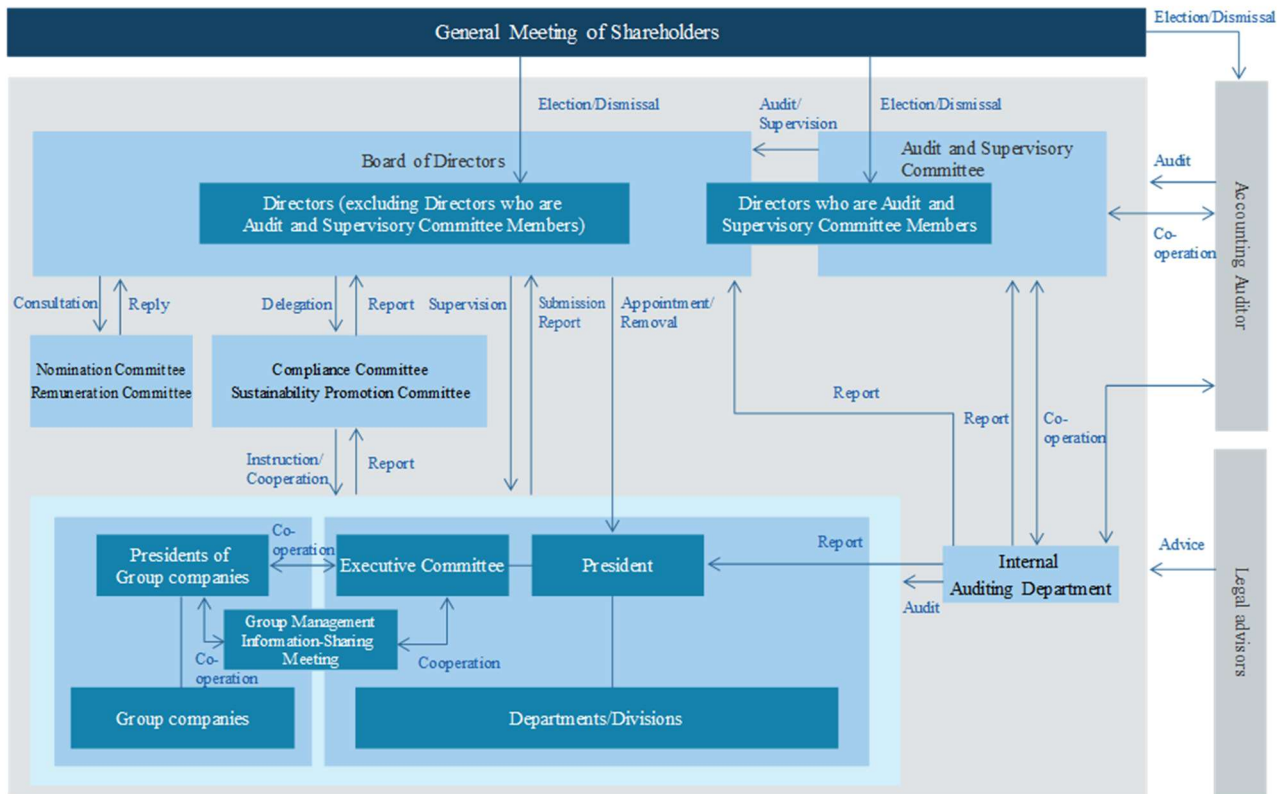 General Meeting of Shareholders
Election/Dismissal
Election/Dismissal
Audit/
Supervision
Election/Dismissal
Board of Directors
Audit and Supervisory
Committee
Directors (excluding Directors who are
Audit and Supervisory Committee Members)
Directors who are Audit and
Supervisory Committee Members
Audit
Co-
operation
Accounting Auditor
Consultation
Reply
Delegation
Report
Supervision
Submission
Report
Appointment/
Removal
Nomination Committee
Remuneration Committee
Compliance Committee
Sustainability Promotion Committee
Report
Report
Co-
operation
Instruction/
Cooperation
Report
Presidents of
Group companies
Co-
operation
Executive Committee
President
Report
Internal
Auditing Department
Audit
Advice
Legal advisors
Group Management
Information-Sharing
Meeting
Co-
operation
Cooperation
Group companies
Departments/Divisions